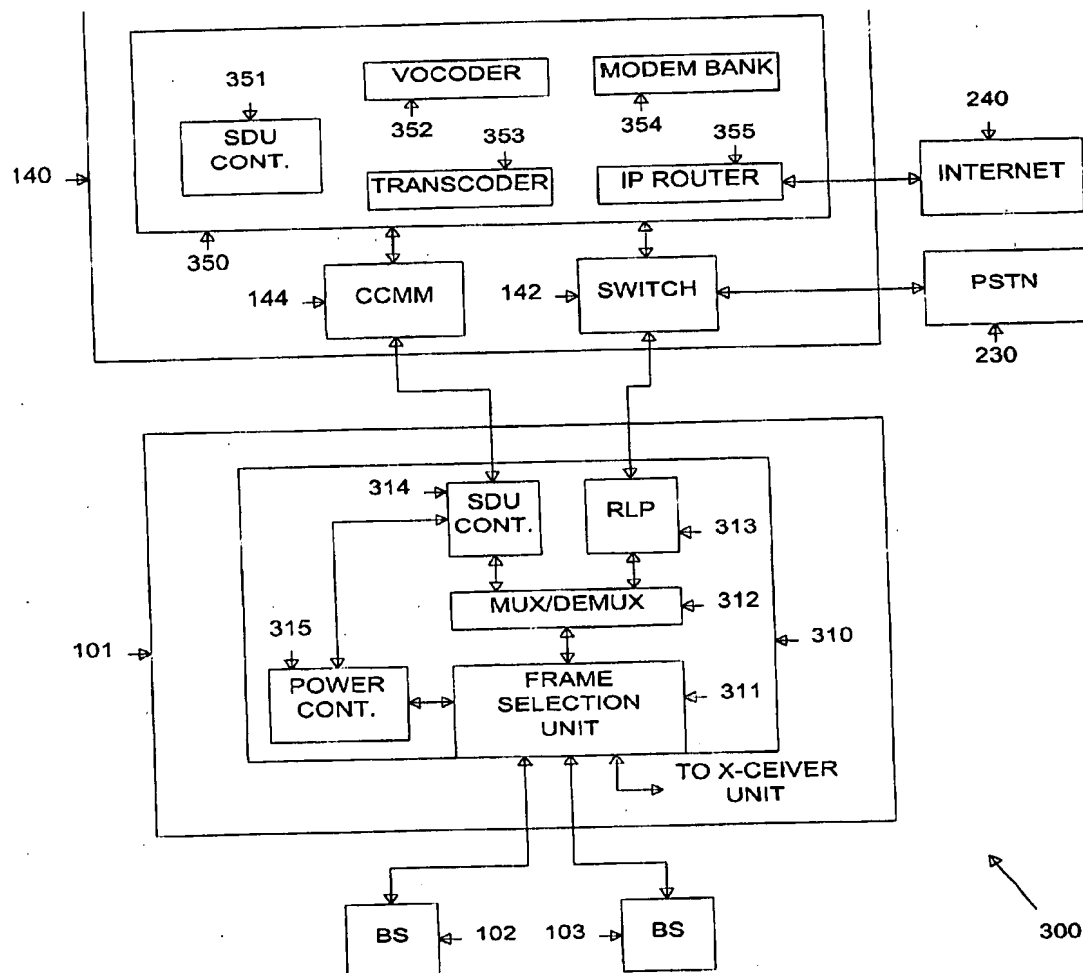 351
VOCODER
MODEM BANK
240
352
353
354
355
SDU
CONT.
140
TRANSCODER
IP ROUTER
INTERNET
350
144
CCMM
142
SWITCH
PSTN
230
314
SDU
CONT.
RLP
313
MUX/DEMUX
312
315
310
101
POWER
CONT.
FRAME
SELECTION
UNIT
311
TO X-CEIVER
UNIT
BS
102
103
BS
300